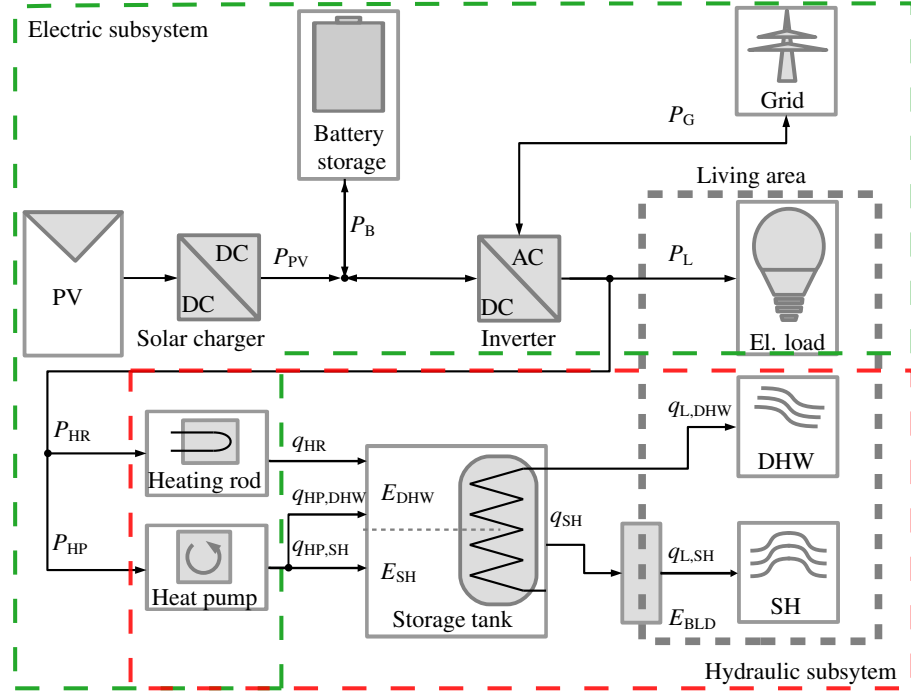 Electric subsystem
Battery
storage
Grid
P_G
Living area
P_B
PV
DC
DC
Solar charger
P_PV
AC
DC
Inverter
P_L
El. load
P_HR
Heating rod
q_HR
q_HP,DHW
P_HP
Heat pump
q_HP,SH
E_DHW
E_SH
Storage tank
q_SH
q_L,DHW
DHW
q_L,SH
SH
E_BLD
Hydraulic subsytem